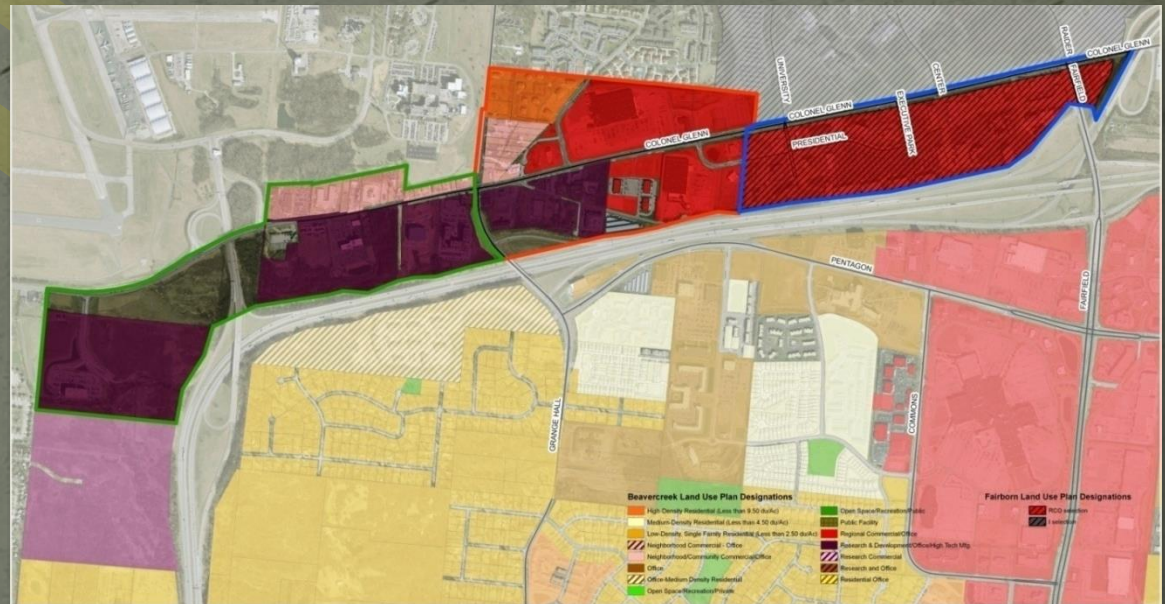 RAIDER
COLONEL GLENN
FAIRFIELD
CENTER
UNIVERSITY
EXECUTIVE PARK
COLONEL GLENN
PRESIDENTIAL
COLONEL GLENN
PENTAGON
FAIRFIELD
GRANGE HALL
COMMONS
Beavercreek Land Use Plan Designations
High-Density Residential (Less than 9.50 du/Ac)
Medium-Density Residential (Less than 4.50 du/Ac)
Low-Density, Single Family Residential (Less than 2.50 du/Ac)
Neighborhood Commercial - Office
Neighborhood/Community Commercial/Office
Office
Office-Medium Density Residential
Open Space/Recreation/Private
Open Space/Recreation/Public
Public Facility
Regional Commercial/Office
Research & Development/Office/High Tech Mfg
Research Commercial
Research and Office
Residential Office
Fairborn Land Use Plan Designations
RCO selection
I selection